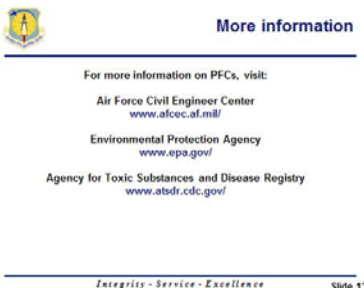 More information
For more information on PFCs, visit:
Air Force Civil Engineer Center
www.afcec.af.mil/
Environmental Protection Agency
www.epa.gov/
Agency for Toxic Substances and Disease Registry
www.atsdr.cdc.gov/
Integrity - Service - Excellence
Slide